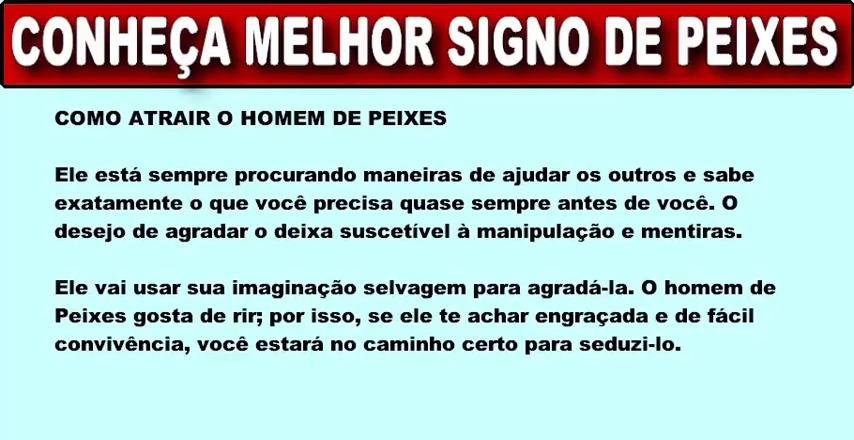 CONHEÇA MELHOR SIGNO DE PEIXES
COMO ATRAIR O HOMEM DE PEIXES
Ele está sempre procurando maneiras de ajudar os outros e sabe
exatamente o que você precisa quase sempre antes de você. O
desejo de agradar o deixa suscetível à manipulação e mentiras.
Ele vai usar sua imaginação selvagem para agradá-la. O homem de
Peixes gosta de rir; por isso, se ele te achar engraçada e de fácil
convivência, você estará no caminho certo para seduzi-lo.